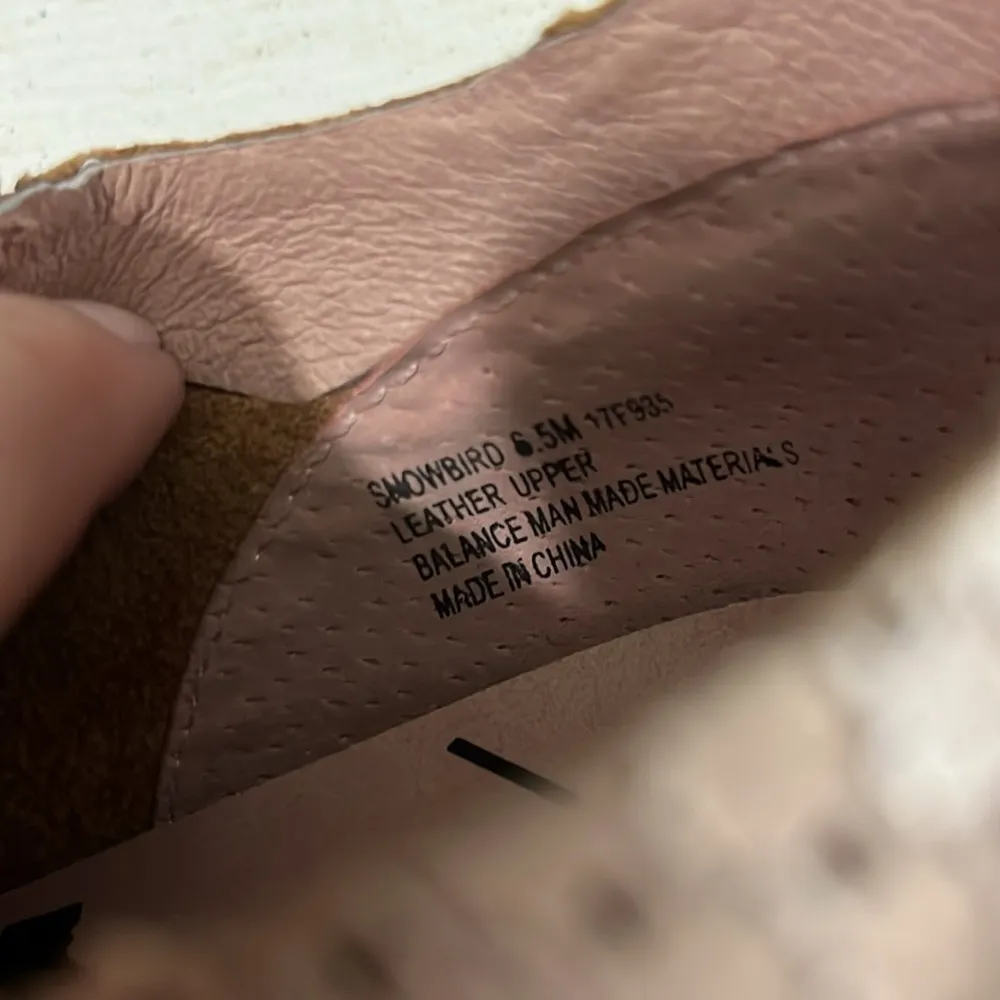 SNOWBIRD 6.5M 17F935
LEATHER UPPER
BALANCE MAN MADE MATERIALS
MADE IN CHINA